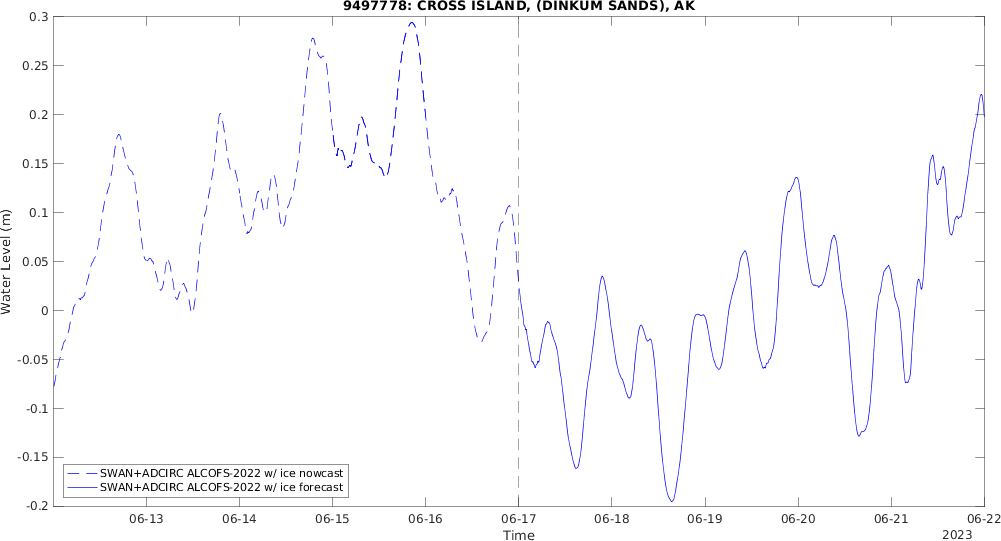 9497778: CROSS ISLAND, (DINKUM SANDS), AK
0.3
0.25
0.2
0.15
0.1
0.05
0
-0.05
-0.1
-0.15
-0.2
Water Level (m)
SWAN+ADCIRC ALCOFS-2022 w/ ice nowcast
SWAN+ADCIRC ALCOFS-2022 w/ ice forecast
06-13 06-14 06-15 06-16 06-17 06-18 06-19 06-20 06-21 06-22
Time
2023